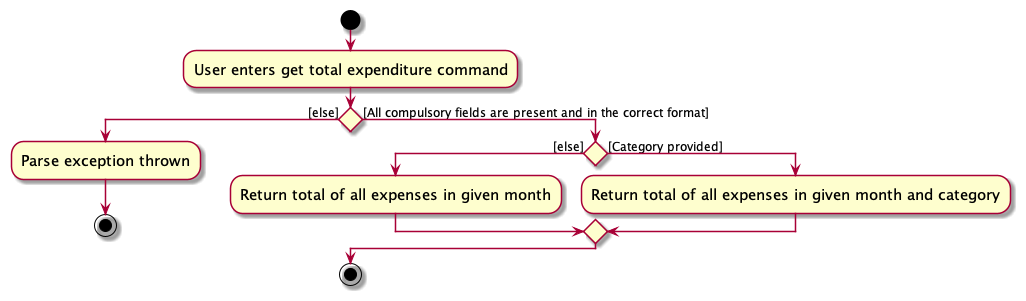 User enters get total expenditure command
[else]
[All compulsory fields are present and in the correct format]
Parse exception thrown
[else]
[Category provided]
Return total of all expenses in given month
Return total of all expenses in given month and category